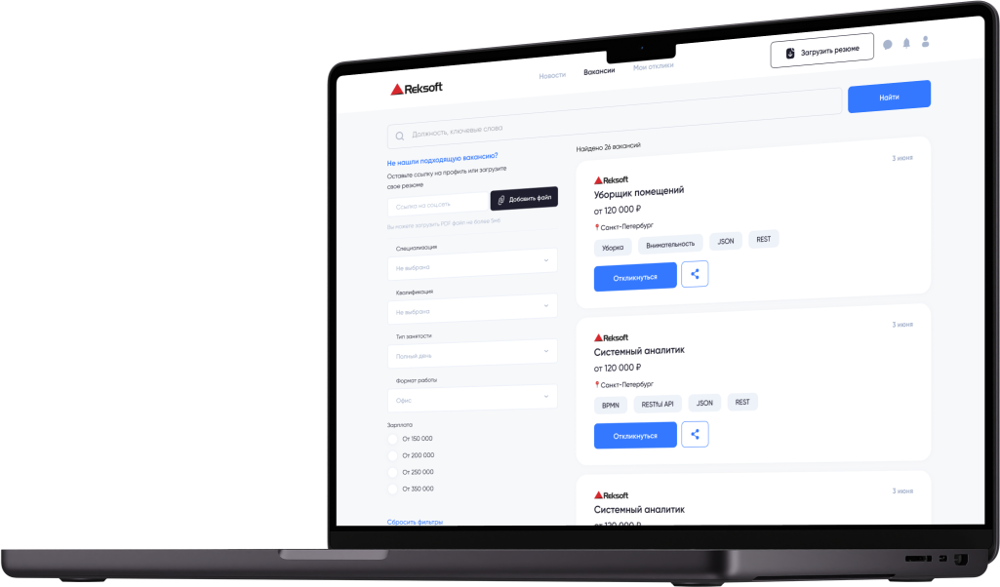 Reksoft
Новости
Вакансии
Мои отклики
Загрузить резюме
Должность, ключевые слова
Найти
Не нашли подходящую вакансию?
Оставьте ссылку на профиль или загрузите
свое резюме
Ссылка на соц.сеть
Добавить файл
Вы можете загрузить PDF файл не более 5мб
Специализация
Не выбрана
Квалификация
Не выбрана
Тип занятости
Полный день
Формат работы
Офис
Зарплата
От 150 000
От 200 000
От 250 000
От 350 000
Сбросить фильтры
Найдено 26 вакансий
3 июня
Reksoft
Уборщик помещений
от 120 000 ₽
Санкт-Петербург
Уборка
Внимательность
JSON
REST
Откликнуться
3 июня
Reksoft
Системный аналитик
от 120 000 ₽
Санкт-Петербург
BPMN
RESTful API
JSON
REST
Откликнуться
3 июня
Reksoft
Системный аналитик
от 120 000 ₽